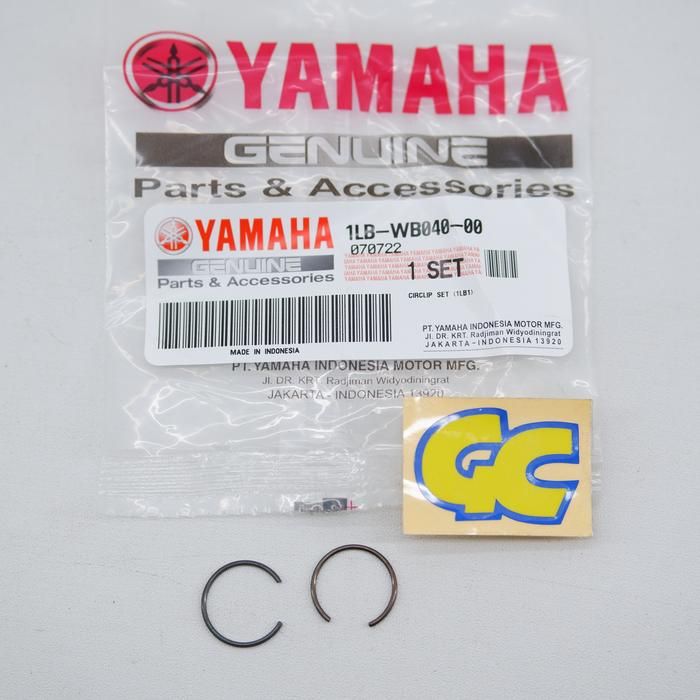 YAMAHA
GENUINE
Parts & Accessories
YAMAHA
GENUINE
Parts & Accessories
MADE IN INDONESIA
1LB-WB040-00
070722
1 SET
CIRCLIP SET (1LB1)
PT. YAMAHA INDONESIA MOTOR MFG.
JL. DR. KRT. Radjiman Widyodiningrat
JAKARTA - INDONESIA 13920
PT. YAMAHA INDONESIA MOTOR MFG.
JI. DR. KRT. Radjiman Widyodiningrat
JAKARTA - INDONESIA 13920
GC